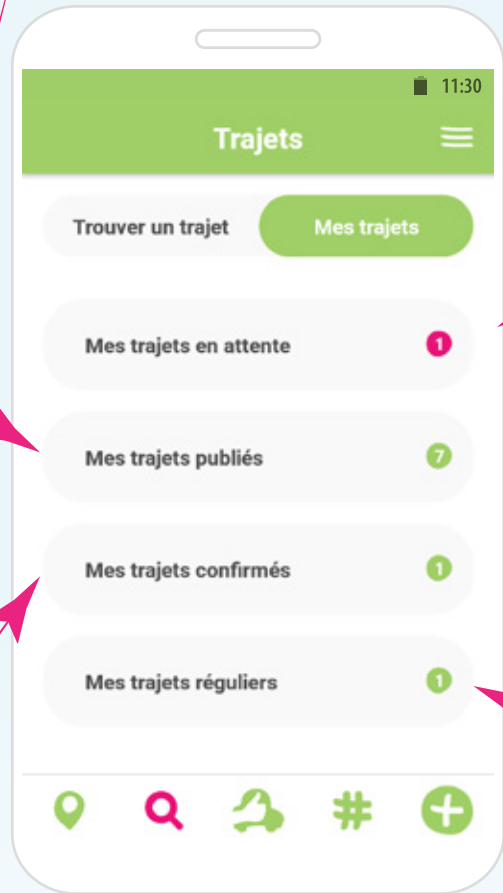 11:30
Trajets
Trouver un trajet Mes trajets
Mes trajets en attente 1
Mes trajets publiés 7
Mes trajets confirmés 1
Mes trajets réguliers 1